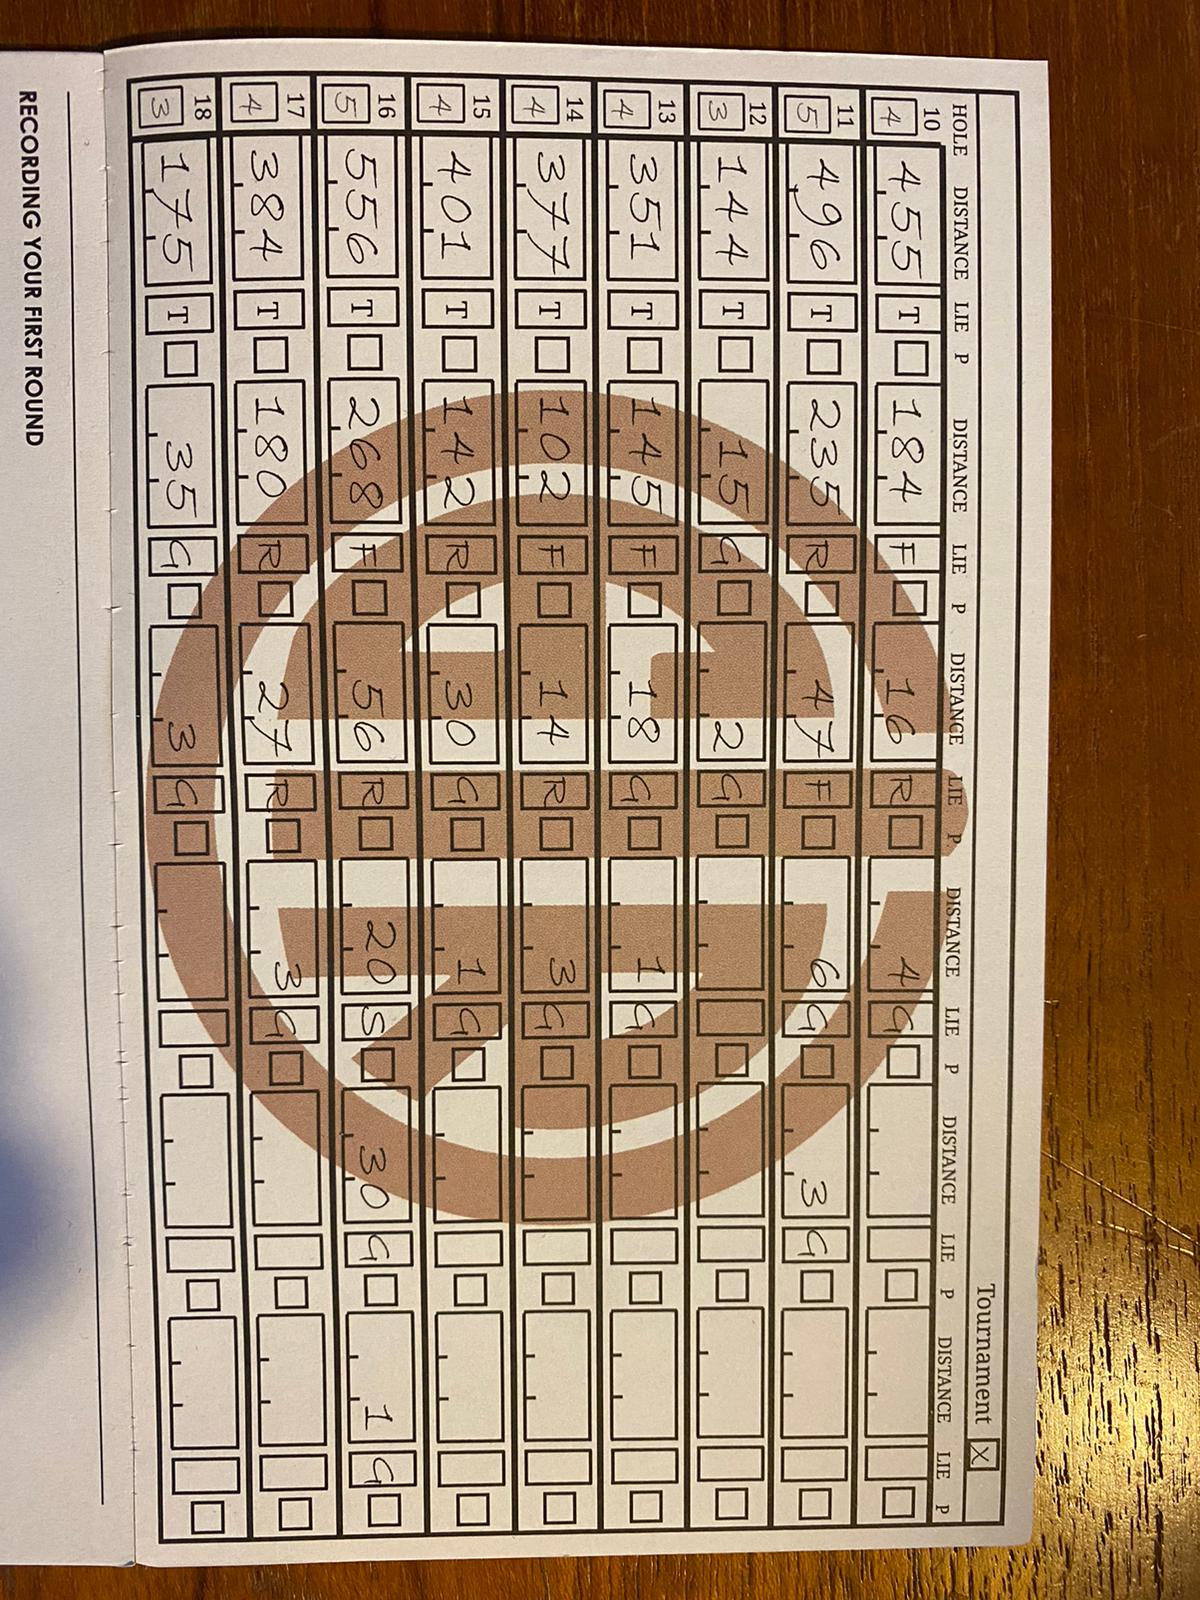 Tournament X
HOLE DISTANCE LIE P DISTANCE LIE P DISTANCE LIE P DISTANCE LIE P DISTANCE LIE P DISTANCE LIE P
10
4 455 T 184 F 16 R 4 G
11
5 496 T 235 R 47 F 6 G 3 G
12
3 144 T 15 G 2 G
13
4 351 T 145 F 18 G 1 G
14
4 377 T 102 F 14 R 3 G
15
4 401 T 142 R 30 G 1 G
16
5 556 T 268 F 56 R 20 S 30 G 1 G
17
4 384 T 180 R 27 R 3 G
18
3 175 T 35 G 3 G
RECORDING YOUR FIRST ROUND